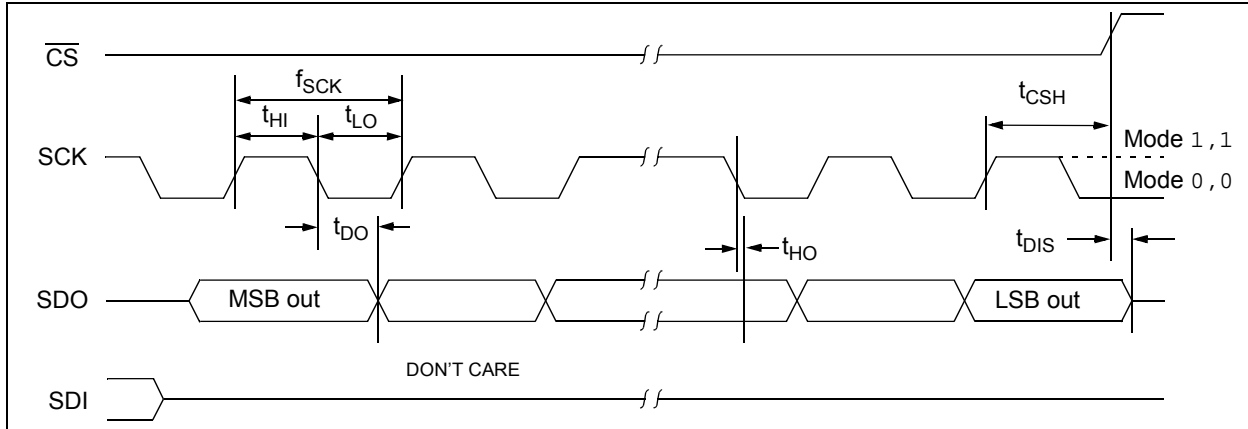 CS
fSCK
tHI
tLO
tCSH
SCK
Mode 1,1
Mode 0,0
tDO
tHO
tDIS
SDO
MSB out
LSB out
DON'T CARE
SDI